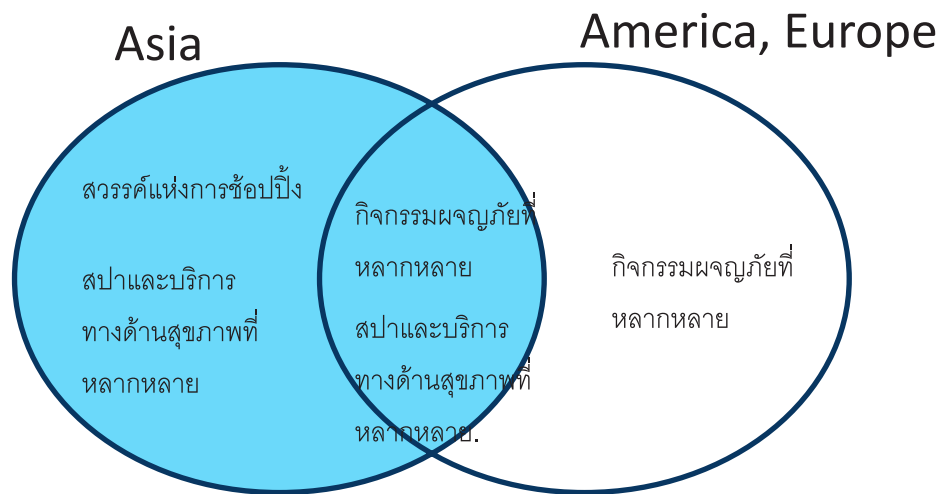 Asia
America, Europe
สวรรค์แห่งการช้อปปิ้ง
สปาและบริการ
ทางด้านสุขภาพที่
หลากหลาย
กิจกรรมผจญภัยที่
หลากหลาย
สปาและบริการ
ทางด้านสุขภาพที่
หลากหลาย.
กิจกรรมผจญภัยที่
หลากหลาย